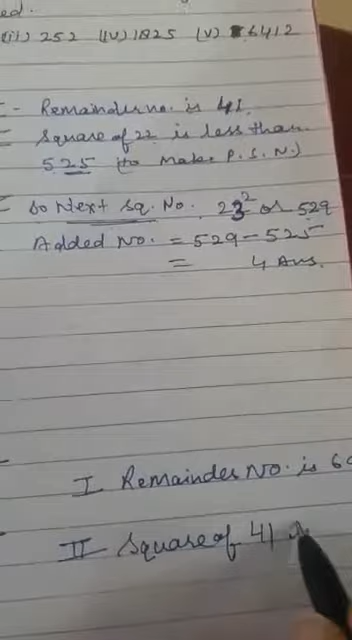 ed.
(iii) 252 (IV) 1825 (V) 6412
I - Remainder no. is 41.
Square of 22 is less than
525 (to make P.S.N.)
So Next Sq. No. 23² or 529
Added No. = 529 - 525
= 4 Ans.
I Remainder No. is 6
II Square of 41